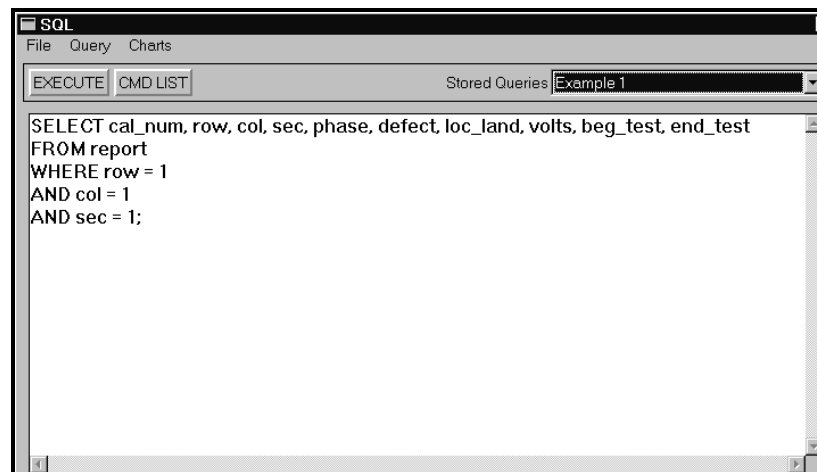 SQL
File Query Charts
EXECUTE CMD LIST Stored Queries Example 1
SELECT cal_num, row, col, sec, phase, defect, loc_land, volts, beg_test, end_test
FROM report
WHERE row = 1
AND col = 1
AND sec = 1;